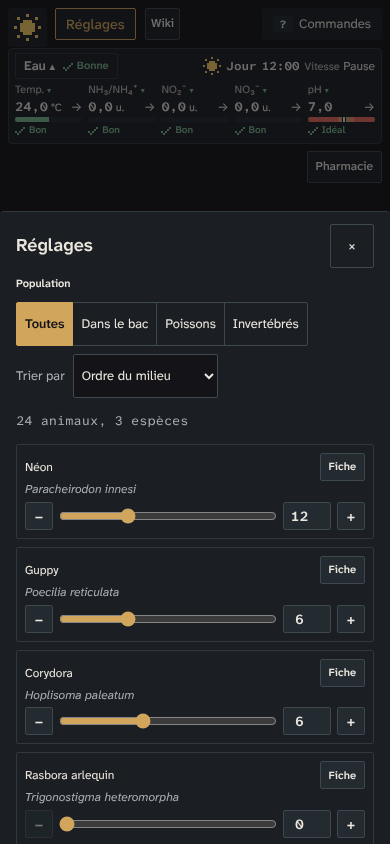 Réglages
Wiki
? Commandes
Eau ▴ Bonne
Jour 12:00 Vitesse Pause
Temp. ▾ NH₃/NH₄⁺ ▾ NO₂⁻ ▾ NO₃⁻ ▾ pH ▾
24,0 °C → 0,0 u. → 0,0 u. → 0,0 u. → 7,0 →
Bon Bon Bon Bon Idéal
Pharmacie
Réglages
×
Population
Toutes Dans le bac Poissons Invertébrés
Trier par Ordre du milieu
24 animaux, 3 espèces
Néon Fiche
Paracheirodon innesi
− 12 +
Guppy Fiche
Poecilia reticulata
− 6 +
Corydora Fiche
Hoplisoma paleatum
− 6 +
Rasbora arlequin Fiche
Trigonostigma heteromorpha
− 0 +